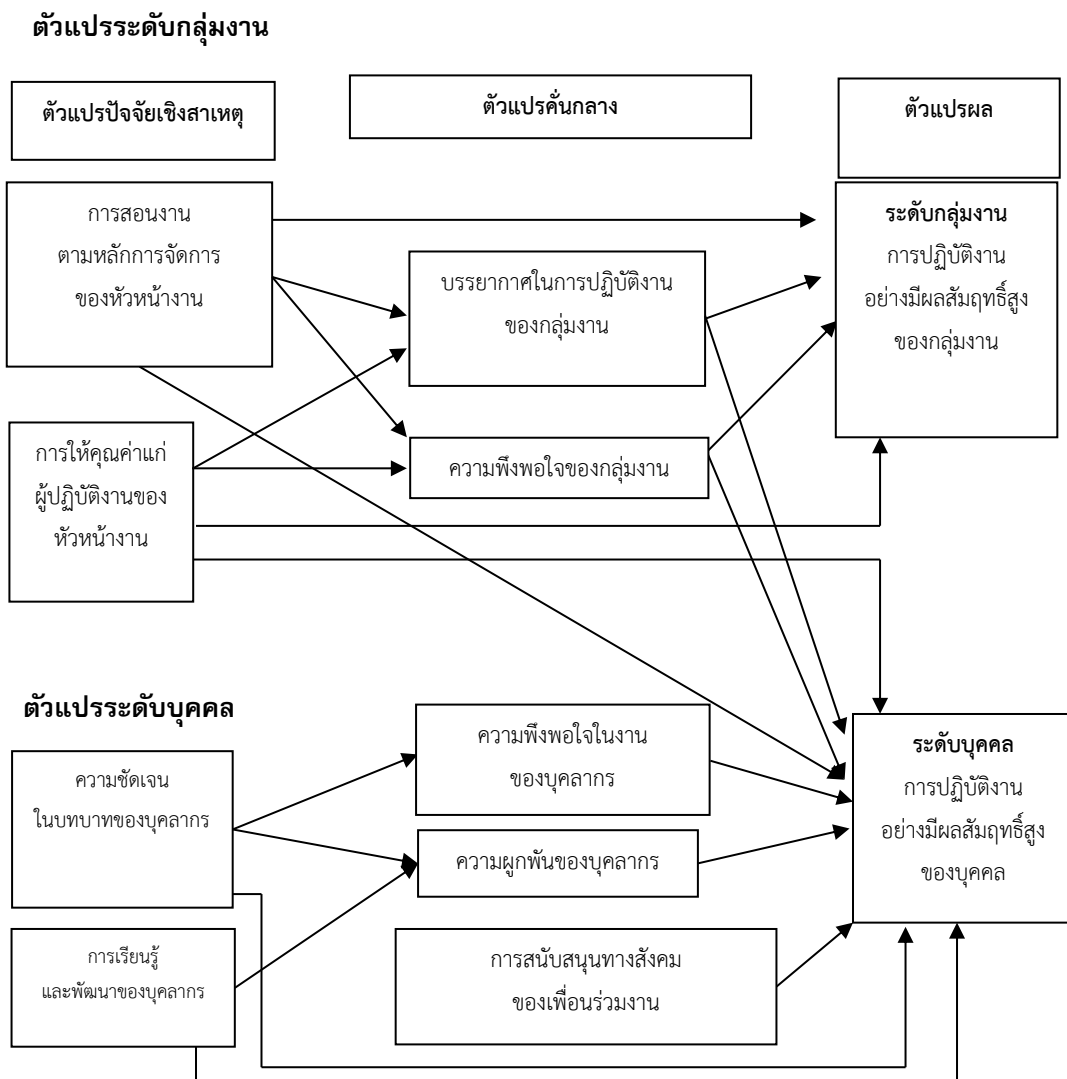 ตัวแปรระดับกลุ่มงาน
ตัวแปรปัจจัยเชิงสาเหตุ
ตัวแปรคั่นกลาง
ตัวแปรผล
การสอนงาน
ตามหลักการจัดการ
ของหัวหน้างาน
บรรยากาศในการปฏิบัติงาน
ของกลุ่มงาน
ระดับกลุ่มงาน
การปฏิบัติงาน
อย่างมีผลสัมฤทธิ์สูง
ของกลุ่มงาน
การให้คุณค่าแก่
ผู้ปฏิบัติงานของ
หัวหน้างาน
ความพึงพอใจของกลุ่มงาน
ตัวแปรระดับบุคคล
ความชัดเจน
ในบทบาทของบุคลากร
ความพึงพอใจในงาน
ของบุคลากร
ความผูกพันของบุคลากร
ระดับบุคคล
การปฏิบัติงาน
อย่างมีผลสัมฤทธิ์สูง
ของบุคคล
การเรียนรู้
และพัฒนาของบุคลากร
การสนับสนุนทางสังคม
ของเพื่อนร่วมงาน